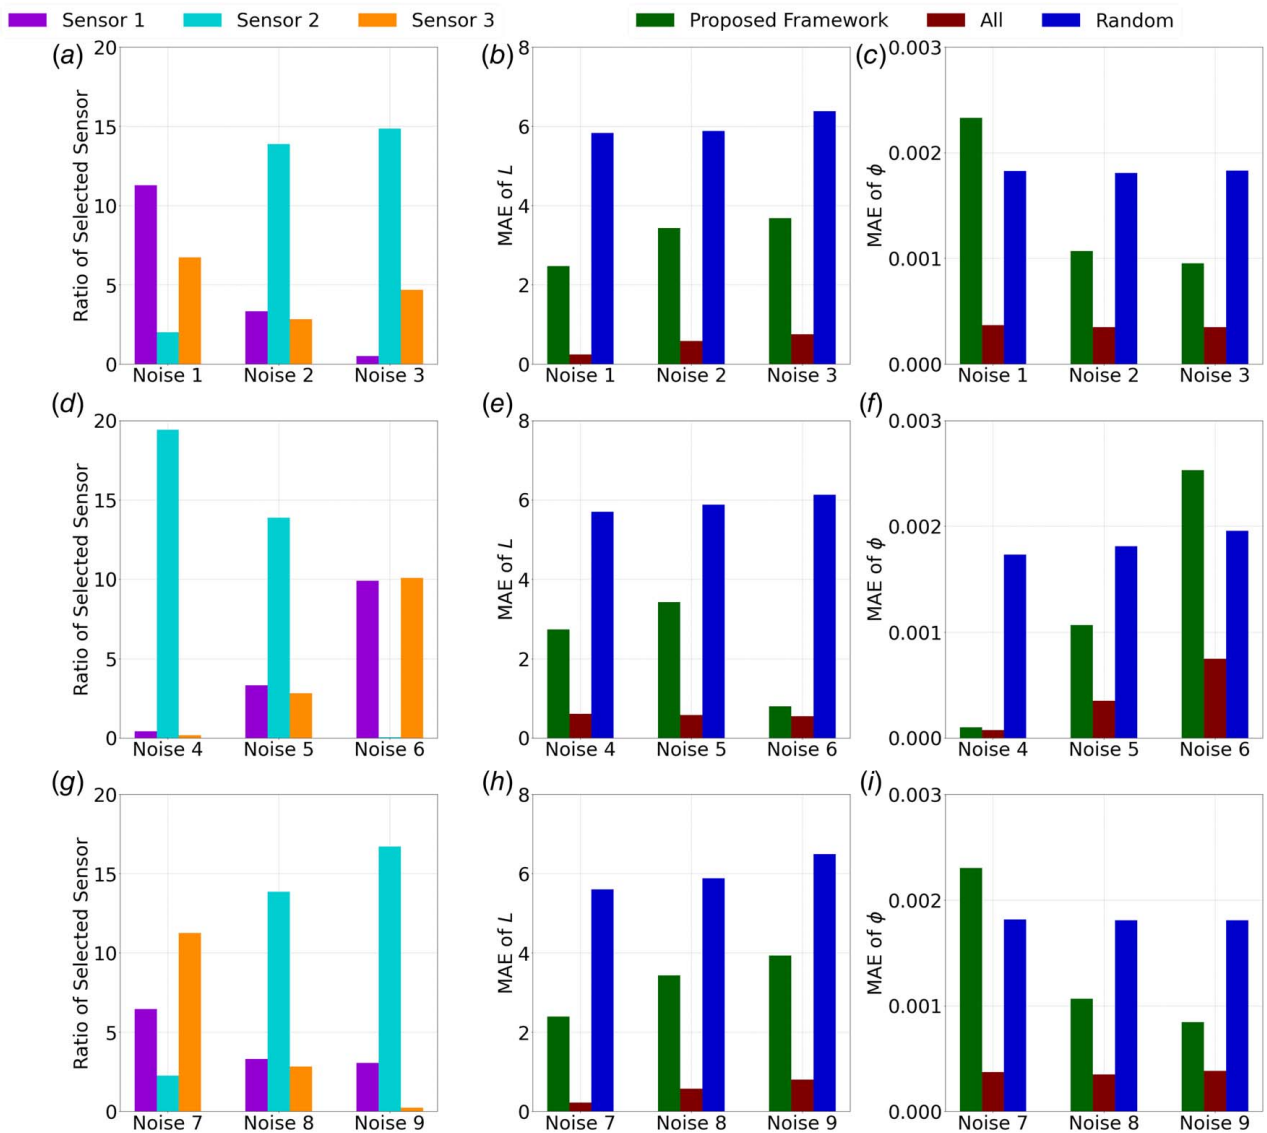 Sensor 1 Sensor 2 Sensor 3 Proposed Framework All Random
(a) (b) (c)
20 8 0.003
15 6 0.002
10 4 0.001
5 2 0.000
0 0
Ratio of Selected Sensor MAE of L MAE of ϕ
Noise 1 Noise 2 Noise 3 Noise 1 Noise 2 Noise 3 Noise 1 Noise 2 Noise 3
(d) (e) (f)
20 8 0.003
15 6 0.002
10 4 0.001
5 2 0.000
0 0
Ratio of Selected Sensor MAE of L MAE of ϕ
Noise 4 Noise 5 Noise 6 Noise 4 Noise 5 Noise 6 Noise 4 Noise 5 Noise 6
(g) (h) (i)
20 8 0.003
15 6 0.002
10 4 0.001
5 2 0.000
0 0
Ratio of Selected Sensor MAE of L MAE of ϕ
Noise 7 Noise 8 Noise 9 Noise 7 Noise 8 Noise 9 Noise 7 Noise 8 Noise 9